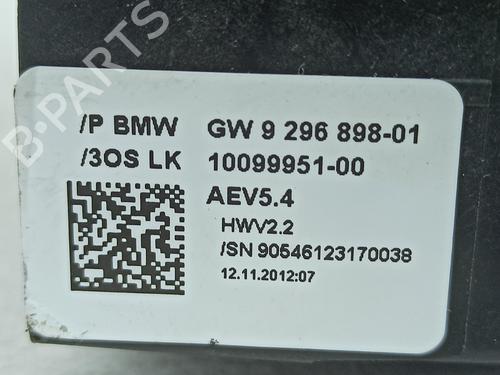 /P BMW GW 9 296 898-01
/3OS LK 10099951-00
AEV5.4
HWV2.2
/SN 90546123170038
12.11.2012:07